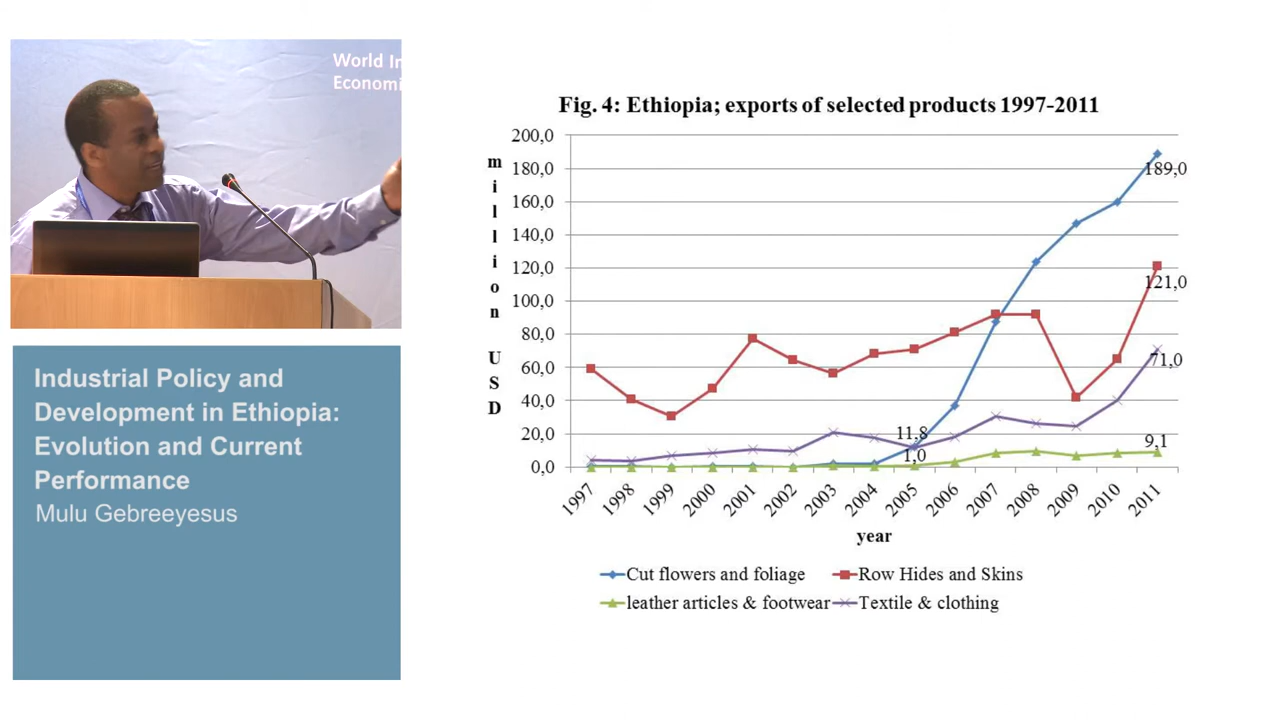 World In
Economi
Industrial Policy and
Development in Ethiopia:
Evolution and Current
Performance
Mulu Gebreeyesus
Fig. 4: Ethiopia; exports of selected products 1997-2011
million USD
200,0
180,0
160,0
140,0
120,0
100,0
80,0
60,0
40,0
20,0
0,0
189,0
121,0
71,0
11,8
1,0
9,1
1997 1998 1999 2000 2001 2002 2003 2004 2005 2006 2007 2008 2009 2010 2011
year
Cut flowers and foliage Row Hides and Skins
leather articles & footwear Textile & clothing